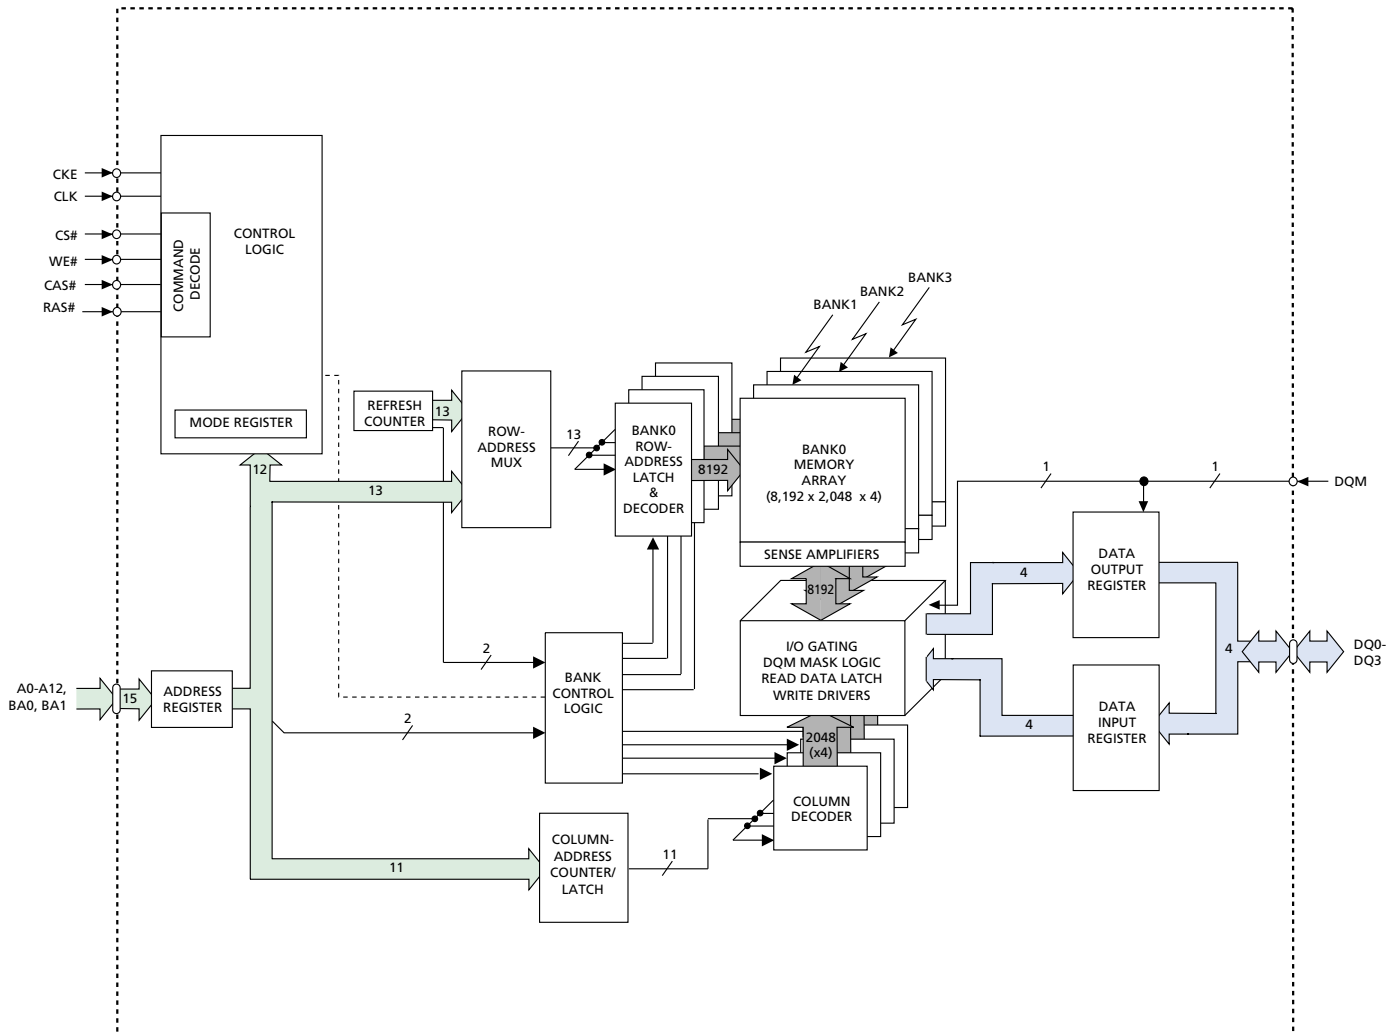 CKE
CLK
CS#
WE#
CAS#
RAS#
COMMAND
DECODE
CONTROL
LOGIC
MODE REGISTER
12
REFRESH
COUNTER
13
13
ROW-
ADDRESS
MUX
13
BANK0
ROW-
ADDRESS
LATCH
&
DECODER
8192
BANK1
BANK2
BANK3
BANK0
MEMORY
ARRAY
(8,192 x 2,048 x 4)
SENSE AMPLIFIERS
8192
I/O GATING
DQM MASK LOGIC
READ DATA LATCH
WRITE DRIVERS
2048
(x4)
COLUMN
DECODER
1
1
DQM
DATA
OUTPUT
REGISTER
4
4
4
DATA
INPUT
REGISTER
DQ0-
DQ3
A0-A12,
BA0, BA1
15
ADDRESS
REGISTER
2
2
BANK
CONTROL
LOGIC
11
COLUMN-
ADDRESS
COUNTER/
LATCH
11